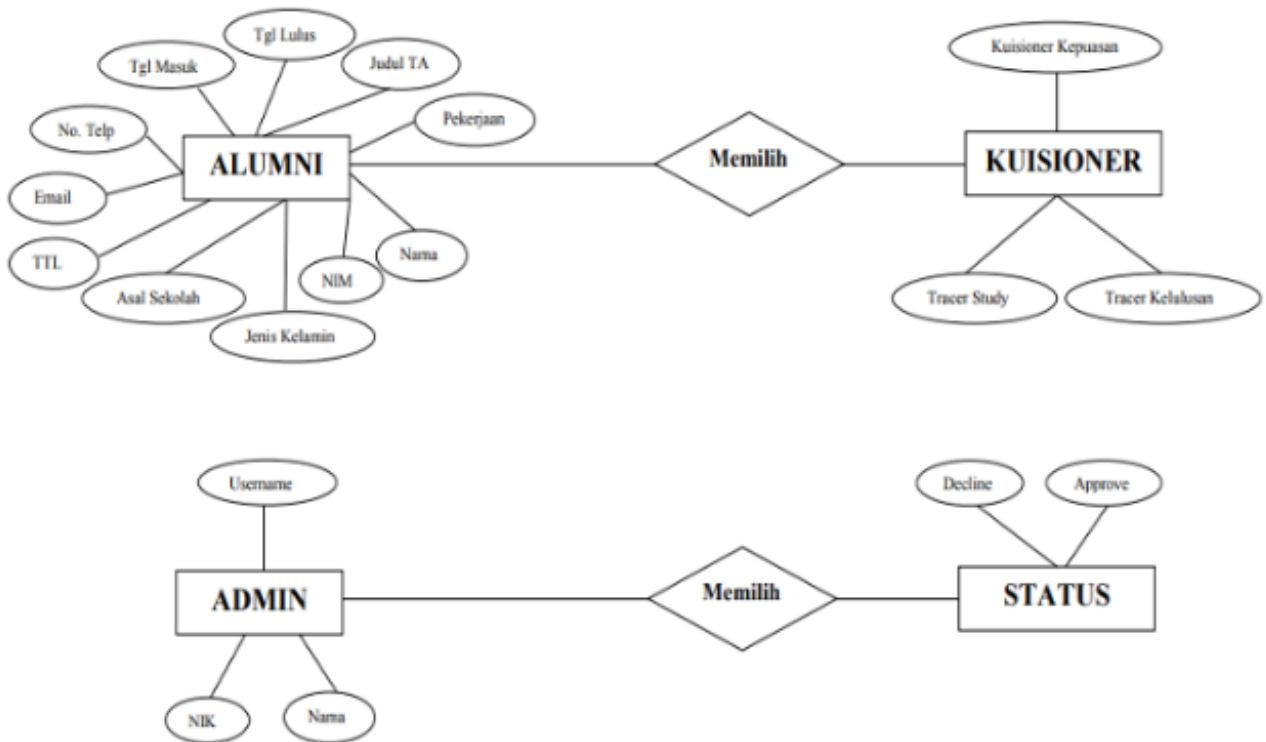 Tgl Lulus
Tgl Masuk
Judul TA
Kuisioner Kepuasan
No. Telp
Pekerjaan
ALUMNI
Memilih
KUISIONER
Email
TTL
Asal Sekolah
Jenis Kelamin
NIM
Nama
Tracer Study
Tracer Kelulusan
Username
Decline
Approve
ADMIN
Memilih
STATUS
NIK
Nama